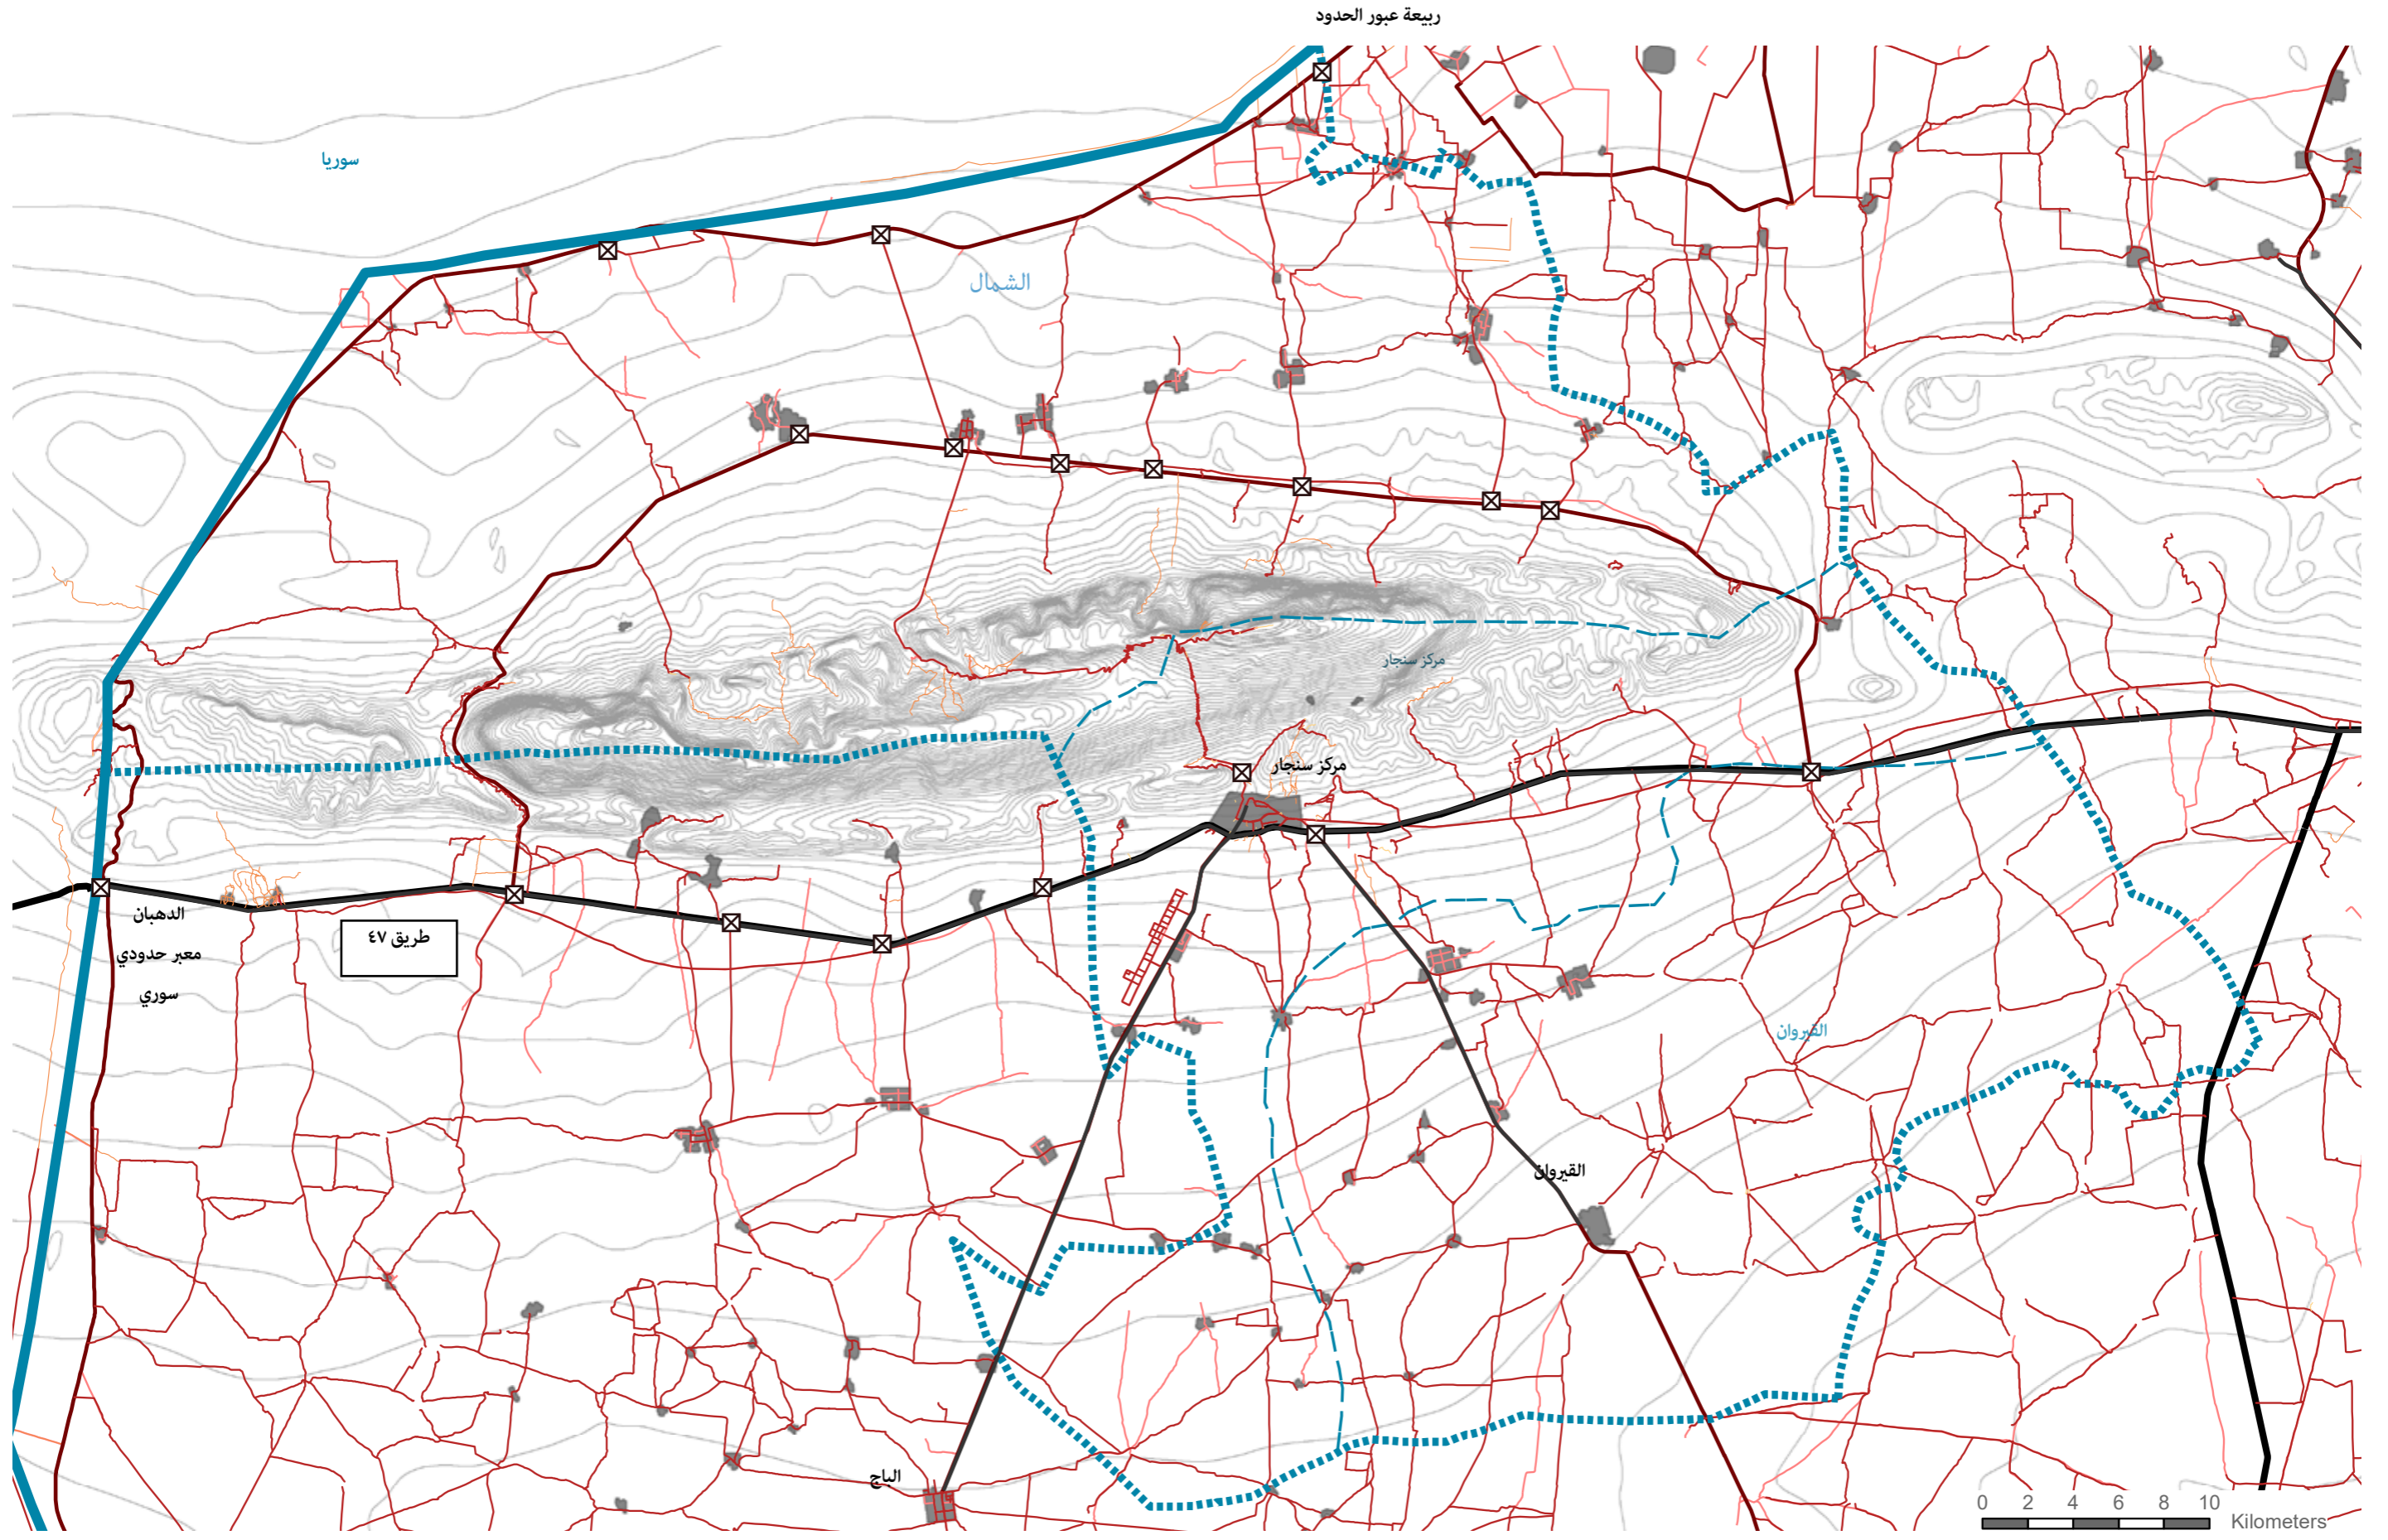 ربيعة عبور الحدود
سوريا
الشمال
مركز سنجار
مركز سنجار
الدهبان
معبر حدودي
سوري
طريق ٤٧
القيروان
القيروان
الباج
0 2 4 6 8 10
Kilometers